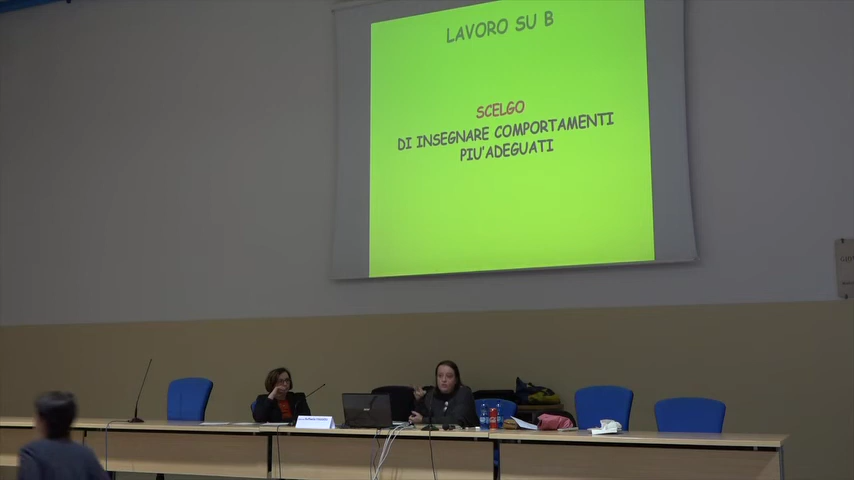 LAVORO SU B
SCELGO
DI INSEGNARE COMPORTAMENTI
PIU'ADEGUATI